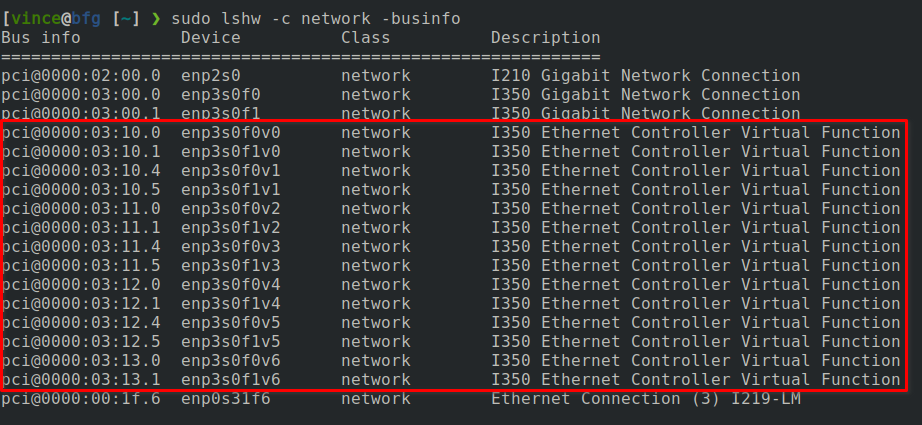 [vince@bfg [~] ❯ sudo lshw -c network -businfo
Bus info          Device          Class          Description
============================================================
pci@0000:02:00.0  enp2s0          network        I210 Gigabit Network Connection
pci@0000:03:00.0  enp3s0f0        network        I350 Gigabit Network Connection
pci@0000:03:00.1  enp3s0f1        network        I350 Gigabit Network Connection
pci@0000:03:10.0  enp3s0f0v0      network        I350 Ethernet Controller Virtual Function
pci@0000:03:10.1  enp3s0f1v0      network        I350 Ethernet Controller Virtual Function
pci@0000:03:10.4  enp3s0f0v1      network        I350 Ethernet Controller Virtual Function
pci@0000:03:10.5  enp3s0f1v1      network        I350 Ethernet Controller Virtual Function
pci@0000:03:11.0  enp3s0f0v2      network        I350 Ethernet Controller Virtual Function
pci@0000:03:11.1  enp3s0f1v2      network        I350 Ethernet Controller Virtual Function
pci@0000:03:11.4  enp3s0f0v3      network        I350 Ethernet Controller Virtual Function
pci@0000:03:11.5  enp3s0f1v3      network        I350 Ethernet Controller Virtual Function
pci@0000:03:12.0  enp3s0f0v4      network        I350 Ethernet Controller Virtual Function
pci@0000:03:12.1  enp3s0f1v4      network        I350 Ethernet Controller Virtual Function
pci@0000:03:12.4  enp3s0f0v5      network        I350 Ethernet Controller Virtual Function
pci@0000:03:12.5  enp3s0f1v5      network        I350 Ethernet Controller Virtual Function
pci@0000:03:13.0  enp3s0f0v6      network        I350 Ethernet Controller Virtual Function
pci@0000:03:13.1  enp3s0f1v6      network        I350 Ethernet Controller Virtual Function
pci@0000:00:1f.6  enp0s31f6       network        Ethernet Connection (3) I219-LM